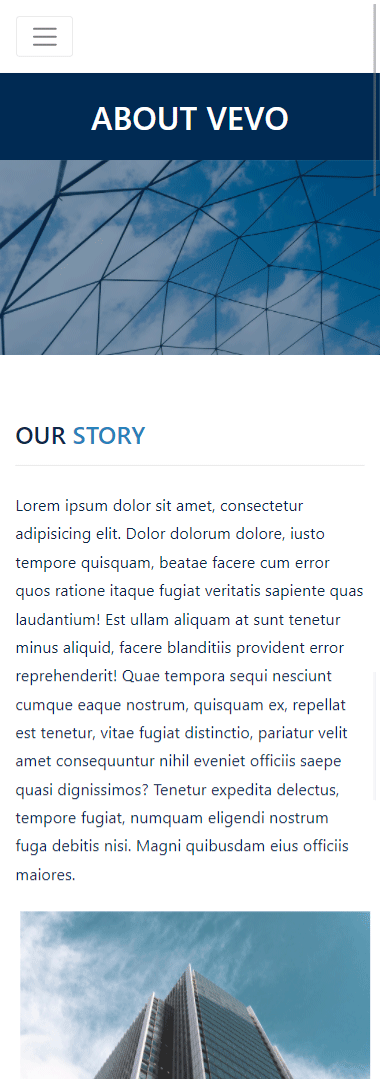 ABOUT VEVO
OUR STORY
Lorem ipsum dolor sit amet, consectetur
adipisicing elit. Dolor dolorum dolore, iusto
tempore quisquam, beatae facere cum error
quos ratione itaque fugiat veritatis sapiente quas
laudantium! Est ullam aliquam at sunt tenetur
minus aliquid, facere blanditiis provident error
reprehenderit! Quae tempora sequi nesciunt
cumque eaque nostrum, quisquam ex, repellat
est tenetur, vitae fugiat distinctio, pariatur velit
amet consequuntur nihil eveniet officiis saepe
quasi dignissimos? Tenetur expedita delectus,
tempore fugiat, numquam eligendi nostrum
fuga debitis nisi. Magni quibusdam eius officiis
maiores.